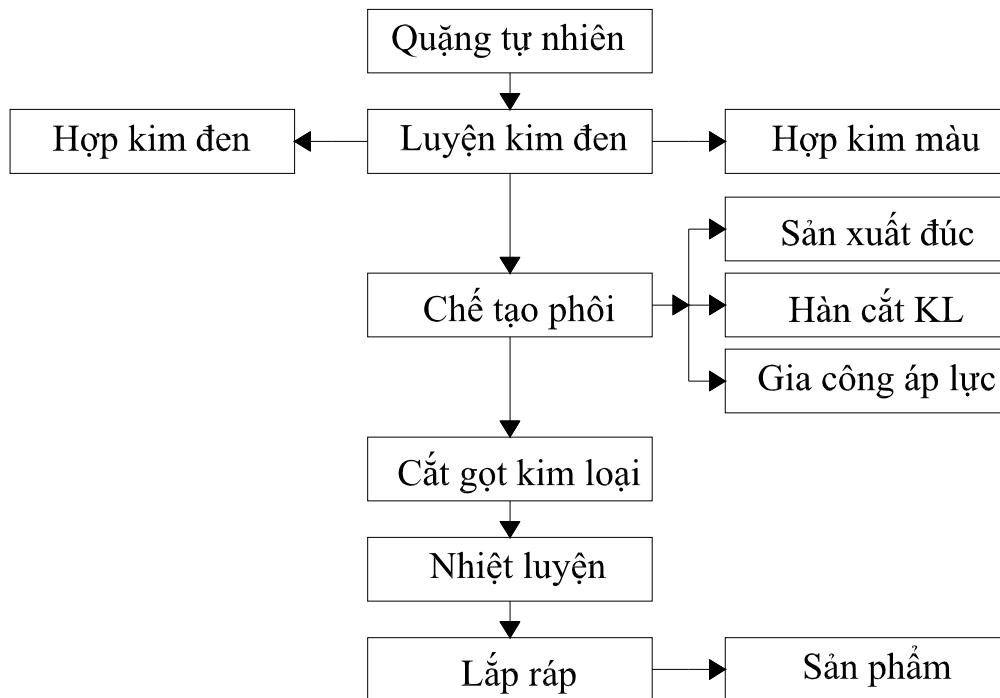 Quặng tự nhiên
Hợp kim đen
Luyện kim đen
Hợp kim màu
Sản xuất đúc
Chế tạo phôi
Hàn cắt KL
Gia công áp lực
Cắt gọt kim loại
Nhiệt luyện
Lắp ráp
Sản phẩm